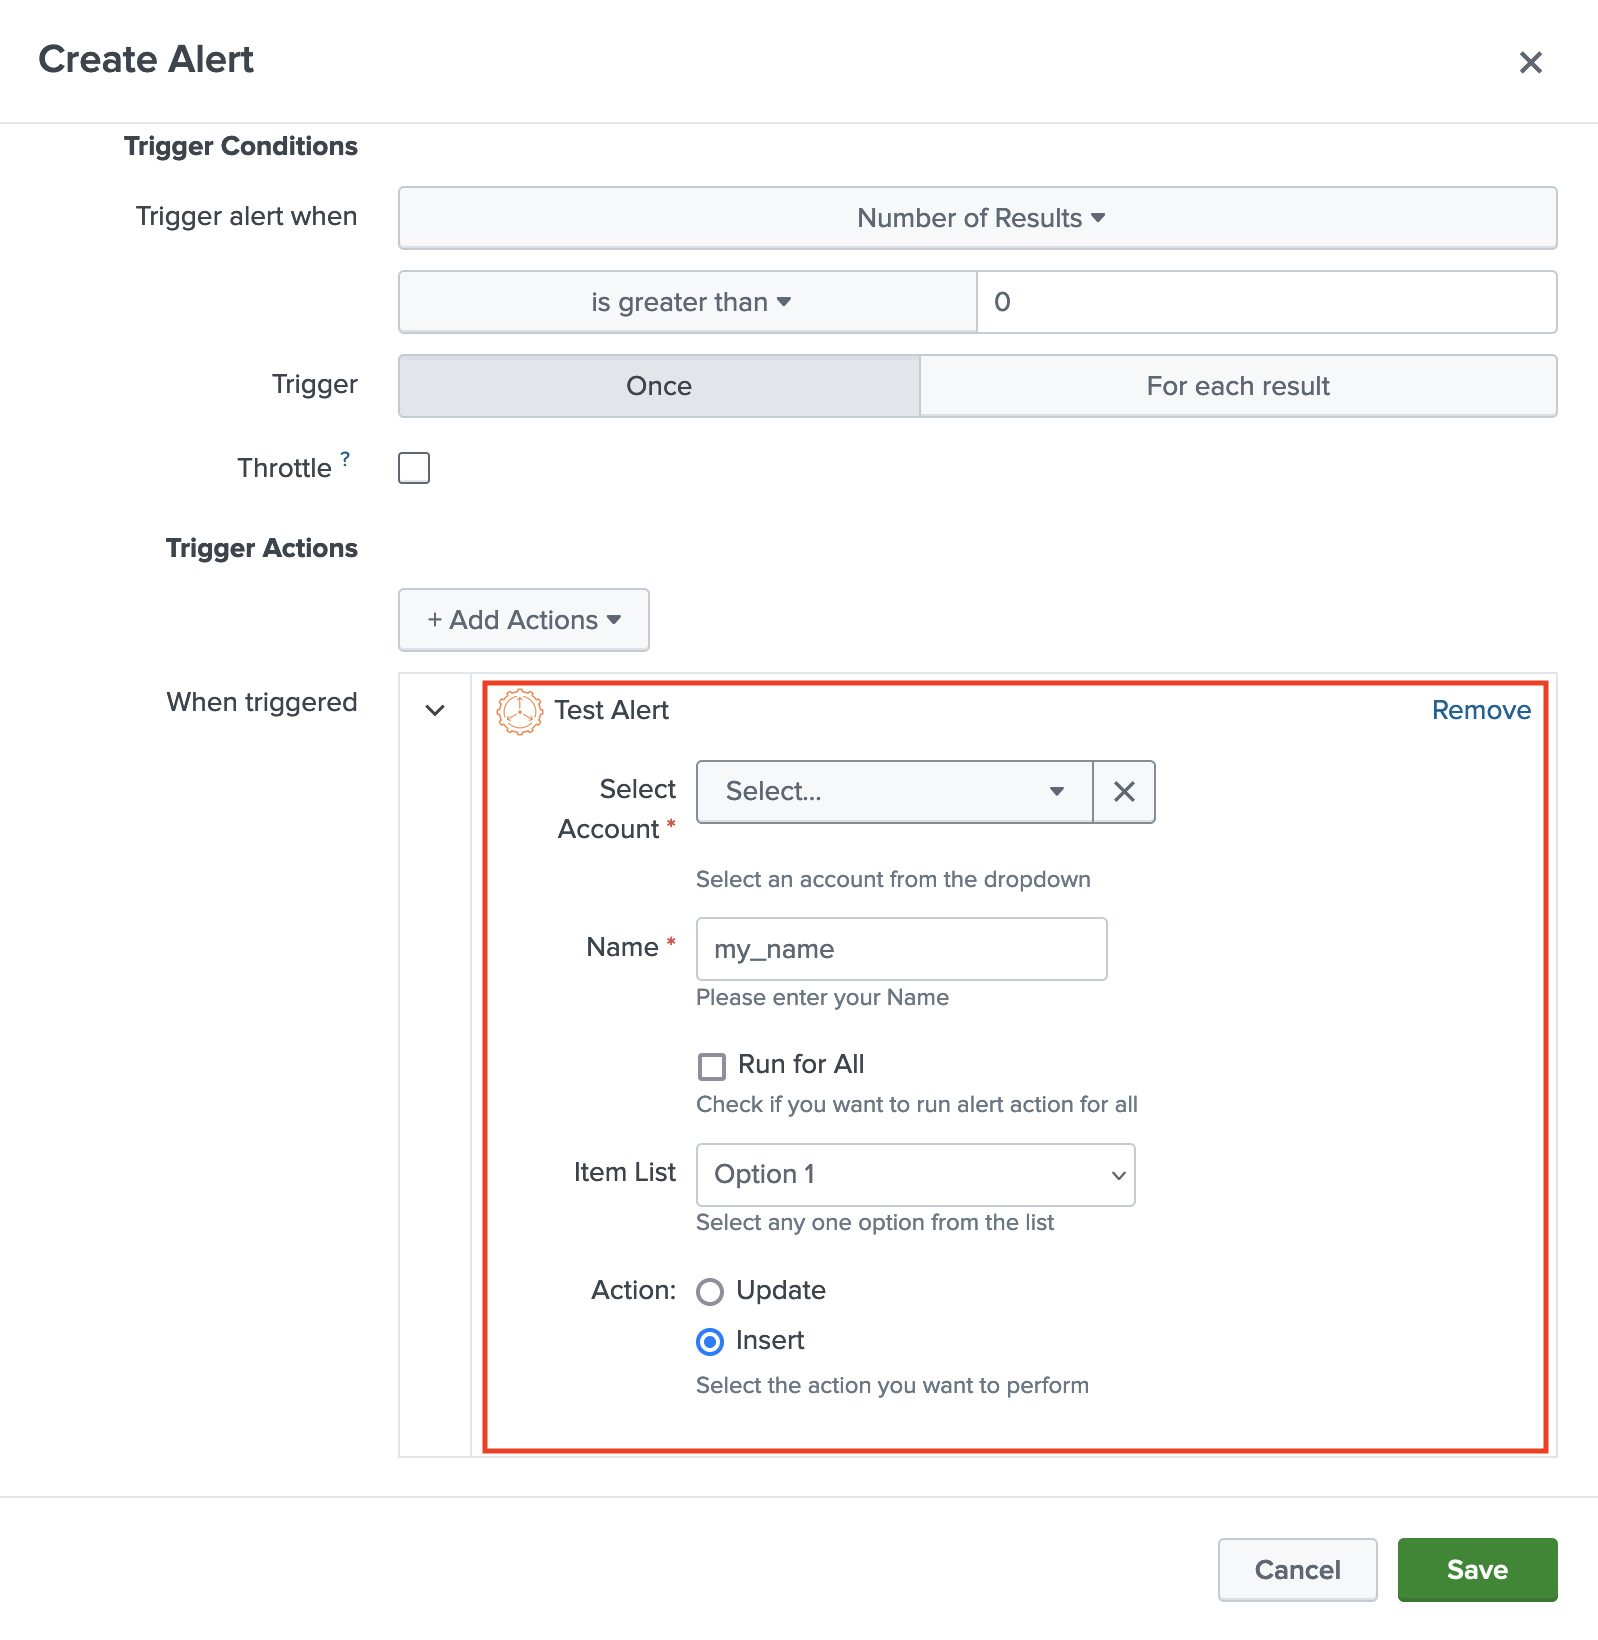 Create Alert
Trigger Conditions
Trigger alert when
Number of Results
is greater than
0
Trigger
Once
For each result
Throttle ?
Trigger Actions
+ Add Actions
When triggered
Test Alert
Remove
Select Account *
Select...
Select an account from the dropdown
Name *
my_name
Please enter your Name
Run for All
Check if you want to run alert action for all
Item List
Option 1
Select any one option from the list
Action:
Update
Insert
Select the action you want to perform
Cancel
Save